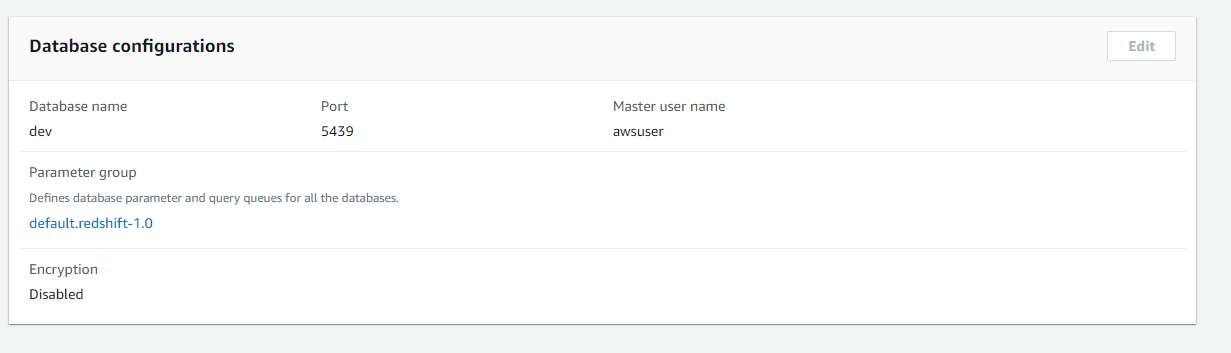 Database configurations
Edit
Database name
Port
Master user name
dev
5439
awsuser
Parameter group
Defines database parameter and query queues for all the databases.
default.redshift-1.0
Encryption
Disabled